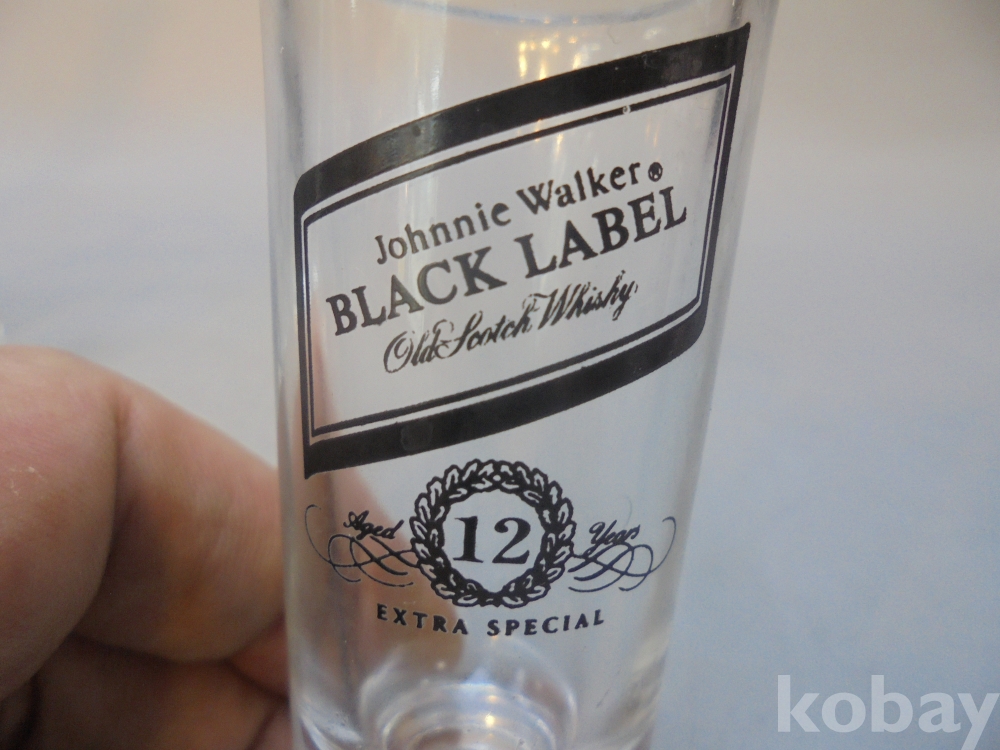 Johnnie Walker®
BLACK LABEL
Old Scotch Whisky.
Aged 12 Years
EXTRA SPECIAL
kobay